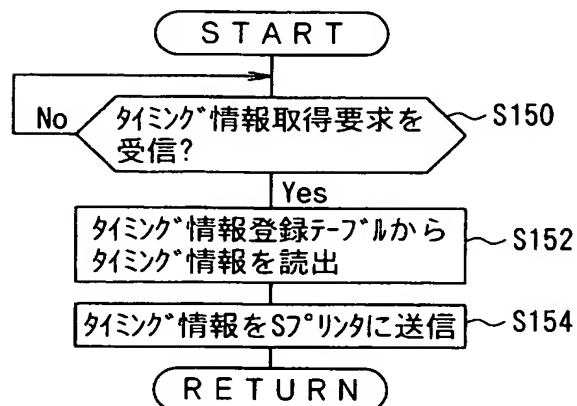 START
No
タイミング情報取得要求を
受信?
S150
Yes
タイミング情報登録テーブルから
タイミング情報を読出
S152
タイミング情報をSプリンタに送信
S154
RETURN